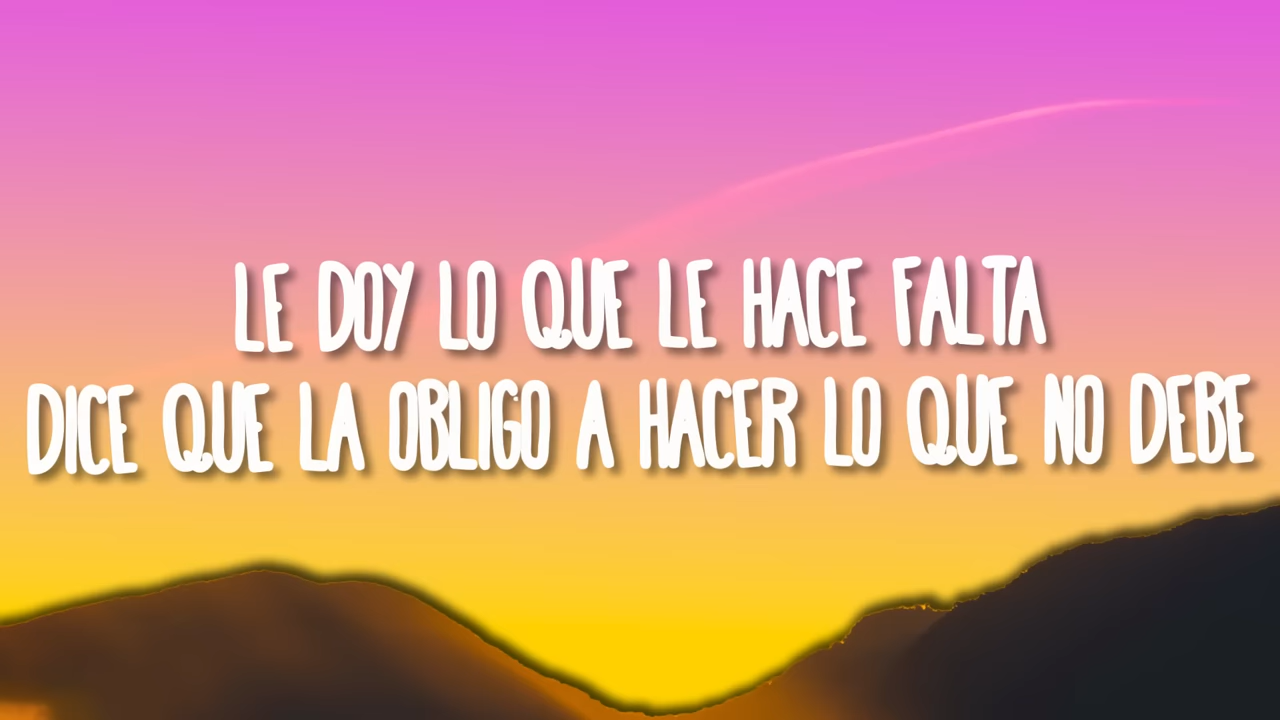 LE DOY LO QUE LE HACE FALTA
DICE QUE LA OBLIGO A HACER LO QUE NO DEBE